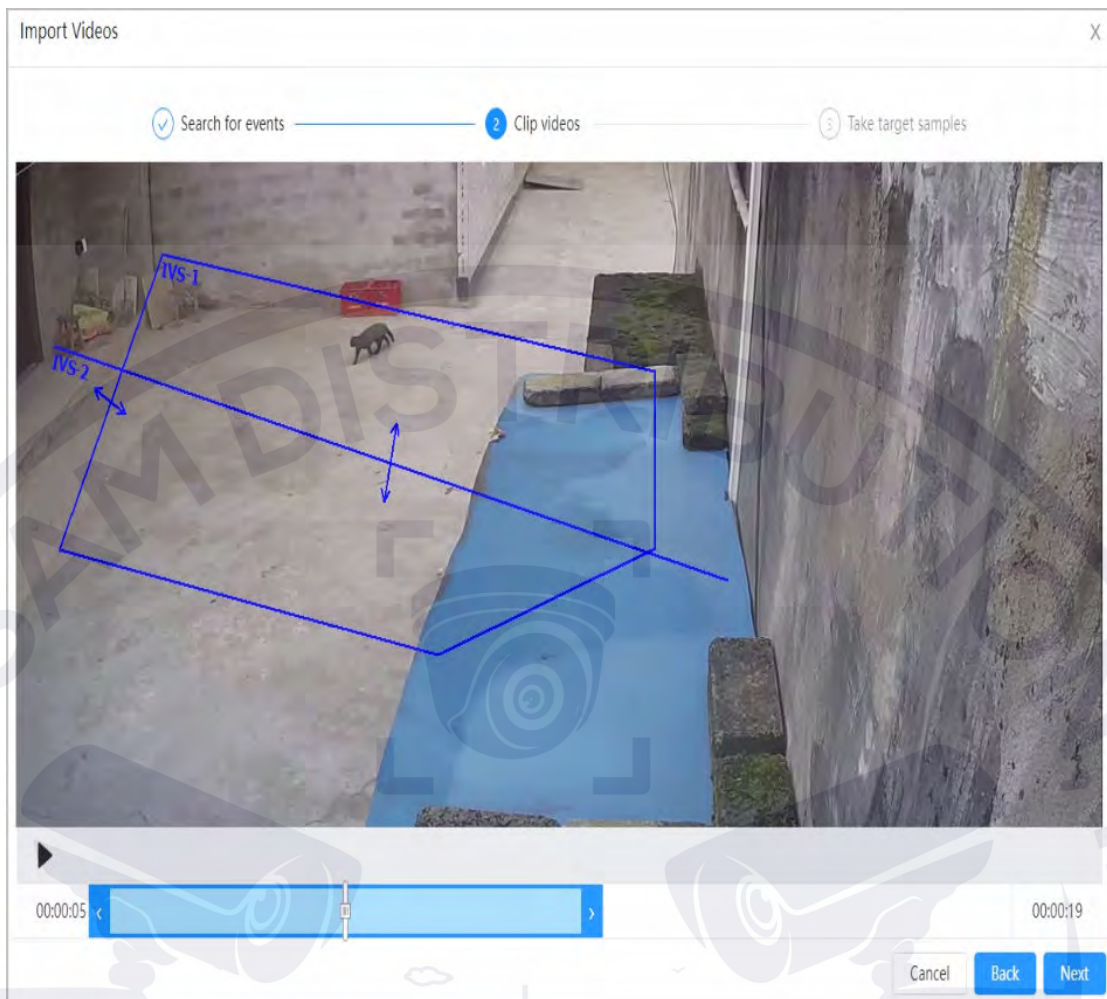 Import Videos X
Search for events 2 Clip videos 3 Take target samples
IVS-1
IVS-2
00:00:05 00:00:19
Cancel Back Next